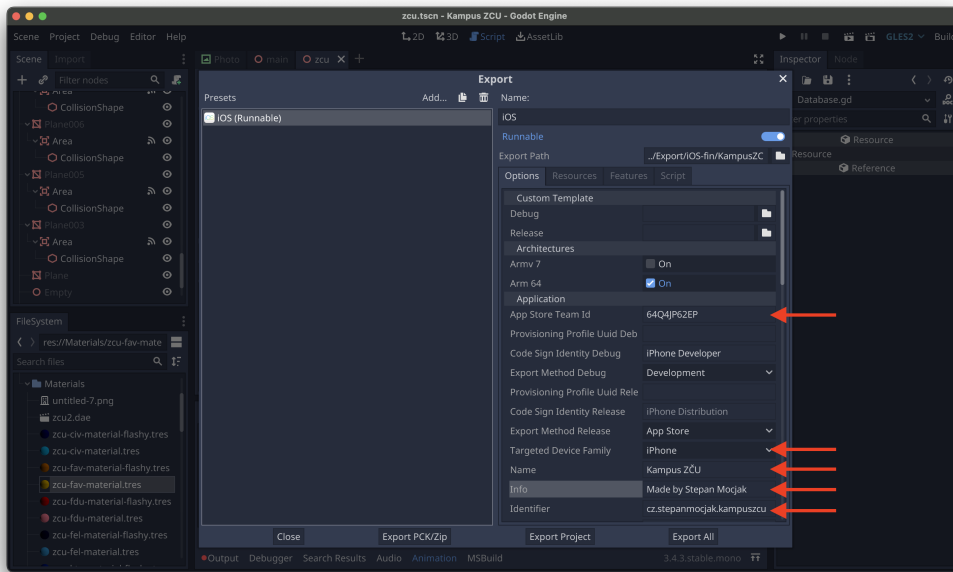 zcu.tscn - Kampus ZCU - Godot Engine
Scene Project Debug Editor Help
2D 3D Script AssetLib
GLES2 Build
Scene Import
Photo main zcu
Inspector Node
Filter nodes
Area
CollisionShape
Plane006
Area
CollisionShape
Plane005
Area
CollisionShape
Plane003
Area
CollisionShape
Plane
Empty
FileSystem
res://Materials/zcu-fav-mate
Search files
Materials
untitled-7.png
zcu2.dae
zcu-civ-material-flashy.tres
zcu-civ-material.tres
zcu-fav-material-flashy.tres
zcu-fav-material.tres
zcu-fdu-material-flashy.tres
zcu-fdu-material.tres
zcu-fel-material-flashy.tres
zcu-fel-material.tres
Export
Presets Add...
iOS (Runnable)
Name:
iOS
Runnable
Export Path ../Export/iOS-fin/KampusZC
Options Resources Features Script
Custom Template
Debug
Release
Architectures
Armv 7 On
Arm 64 On
Application
App Store Team Id 64Q4JP62EP
Provisioning Profile Uuid Deb
Code Sign Identity Debug iPhone Developer
Export Method Debug Development
Provisioning Profile Uuid Rele
Code Sign Identity Release iPhone Distribution
Export Method Release App Store
Targeted Device Family iPhone
Name Kampus ZČU
Info Made by Stepan Mocjak
Identifier cz.stepanmocjak.kampuszcu
Close Export PCK/Zip Export Project Export All
Output Debugger Search Results Audio Animation MSBuild 3.4.3.stable.mono
Database.gd
er properties
Resource
Resource
Reference